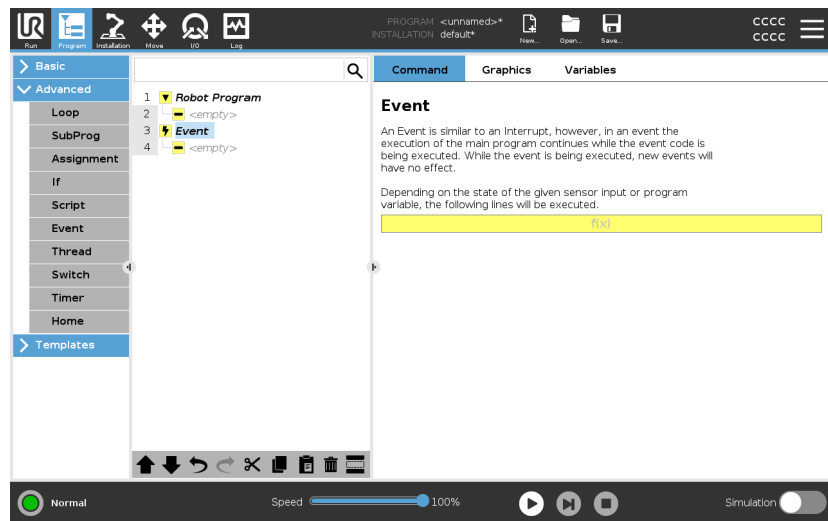 UR
Run
Program
Installation
Move
I/O
Log
PROGRAM <unnamed>*
INSTALLATION default*
New...
Open...
Save...
CCCC
CCCC
Basic
Advanced
Loop
SubProg
Assignment
If
Script
Event
Thread
Switch
Timer
Home
Templates
1 Robot Program
2 <empty>
3 Event
4 <empty>
Command Graphics Variables
Event
An Event is similar to an Interrupt, however, in an event the
execution of the main program continues while the event code is
being executed. While the event is being executed, new events will
have no effect.
Depending on the state of the given sensor input or program
variable, the following lines will be executed.
f(x)
Normal
Speed 100%
Simulation